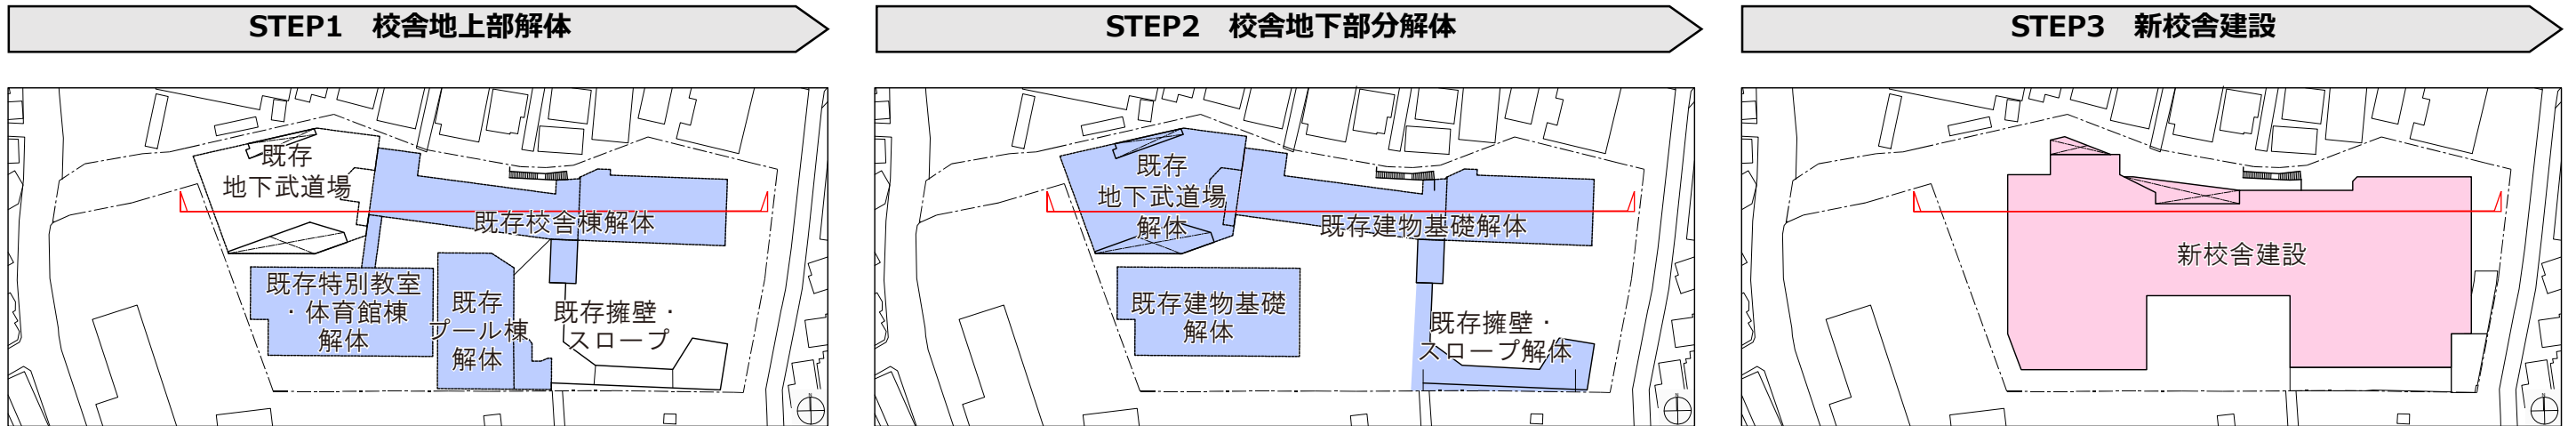 STEP1 校舎地上部解体
既存
地下武道場
既存校舎棟解体
既存特別教室
・体育館棟
解体
既存
プール棟
解体
既存擁壁・
スロープ
STEP2 校舎地下部分解体
既存
地下武道場
解体
既存建物基礎解体
既存建物基礎
解体
既存擁壁・
スロープ解体
STEP3 新校舎建設
新校舎建設